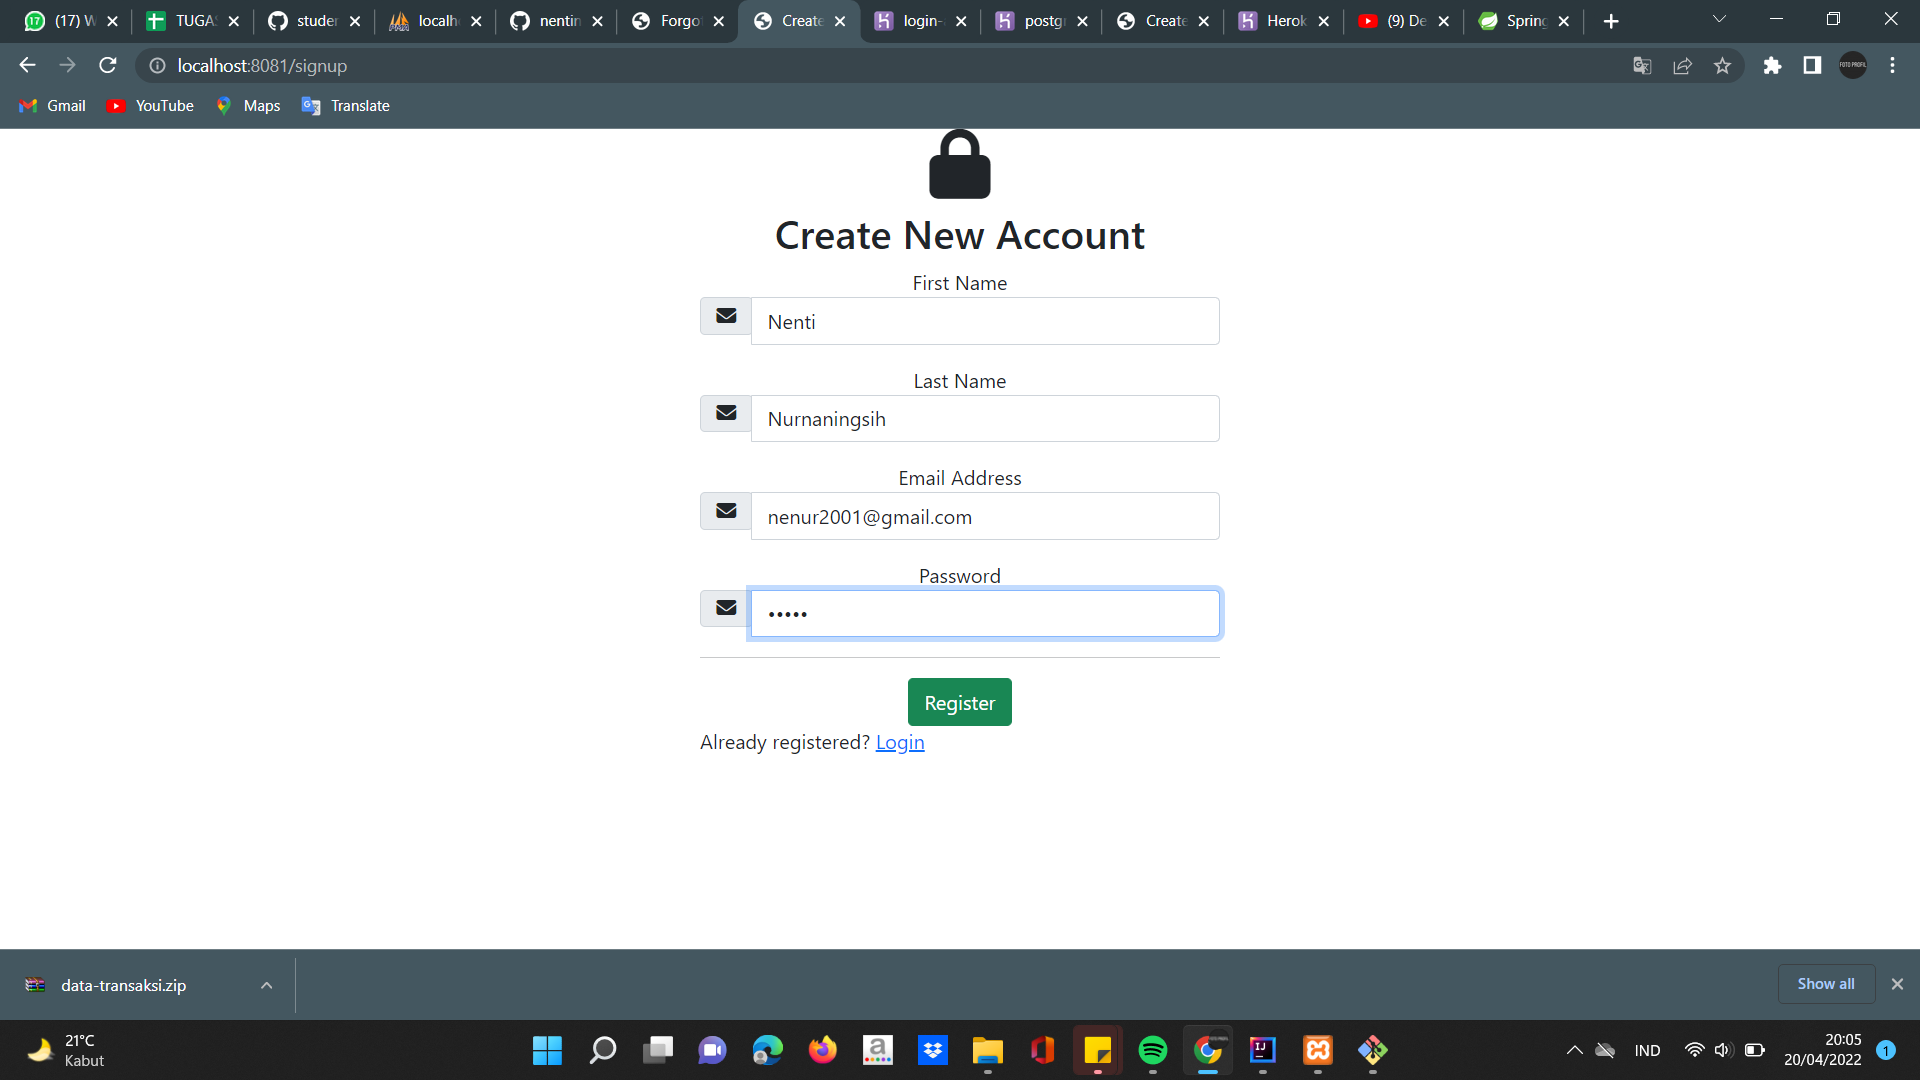 (17) W
TUGAS
studer
localh
nentin
Forgo
Create
login-
postgr
Create
Herok
(9) De
Spring
localhost:8081/signup
Gmail
YouTube
Maps
Translate
Create New Account
First Name
Nenti
Last Name
Nurnaningsih
Email Address
nenur2001@gmail.com
Password
•••••
Register
Already registered? Login
data-transaksi.zip
Show all
21°C
Kabut
IND
20:05
20/04/2022
1